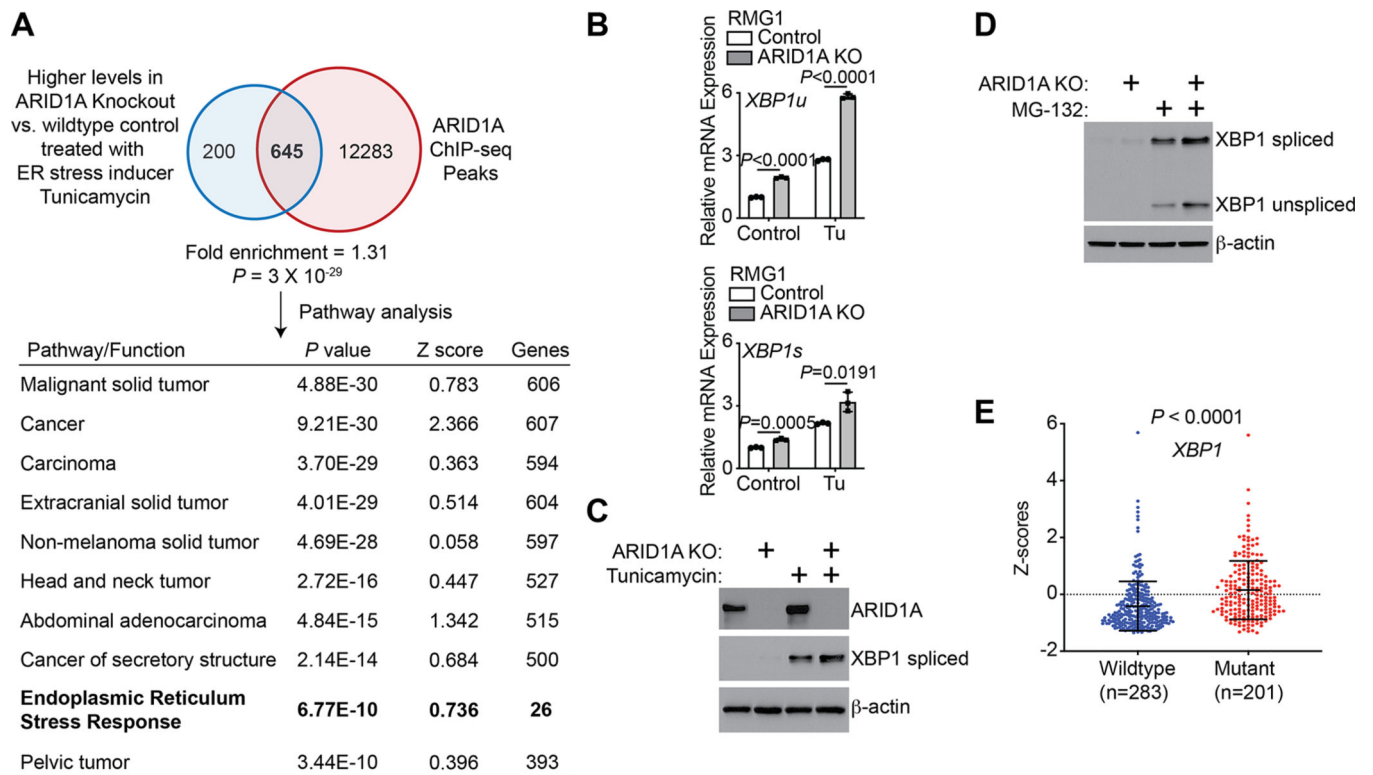 A
Higher levels in
ARID1A Knockout
vs. wildtype control
treated with
ER stress inducer
Tunicamycin
200
645
12283
ARID1A
ChIP-seq
Peaks
Fold enrichment = 1.31
P = 3 X 10⁻²⁹
Pathway analysis
Pathway/Function P value Z score Genes
Malignant solid tumor 4.88E-30 0.783 606
Cancer 9.21E-30 2.366 607
Carcinoma 3.70E-29 0.363 594
Extracranial solid tumor 4.01E-29 0.514 604
Non-melanoma solid tumor 4.69E-28 0.058 597
Head and neck tumor 2.72E-16 0.447 527
Abdominal adenocarcinoma 4.84E-15 1.342 515
Cancer of secretory structure 2.14E-14 0.684 500
Endoplasmic Reticulum
Stress Response 6.77E-10 0.736 26
Pelvic tumor 3.44E-10 0.396 393
B
RMG1
Control
ARID1A KO
Relative mRNA Expression
6
3
0
XBP1u
P<0.0001
P<0.0001
Control Tu
RMG1
Control
ARID1A KO
Relative mRNA Expression
6
3
0
XBP1s
P=0.0191
P=0.0005
Control Tu
C
ARID1A KO: + +
Tunicamycin: + +
ARID1A
XBP1 spliced
β-actin
D
ARID1A KO: + +
MG-132: + +
XBP1 spliced
XBP1 unspliced
β-actin
E
P < 0.0001
XBP1
Z-scores
6
4
2
0
-2
Wildtype Mutant
(n=283) (n=201)